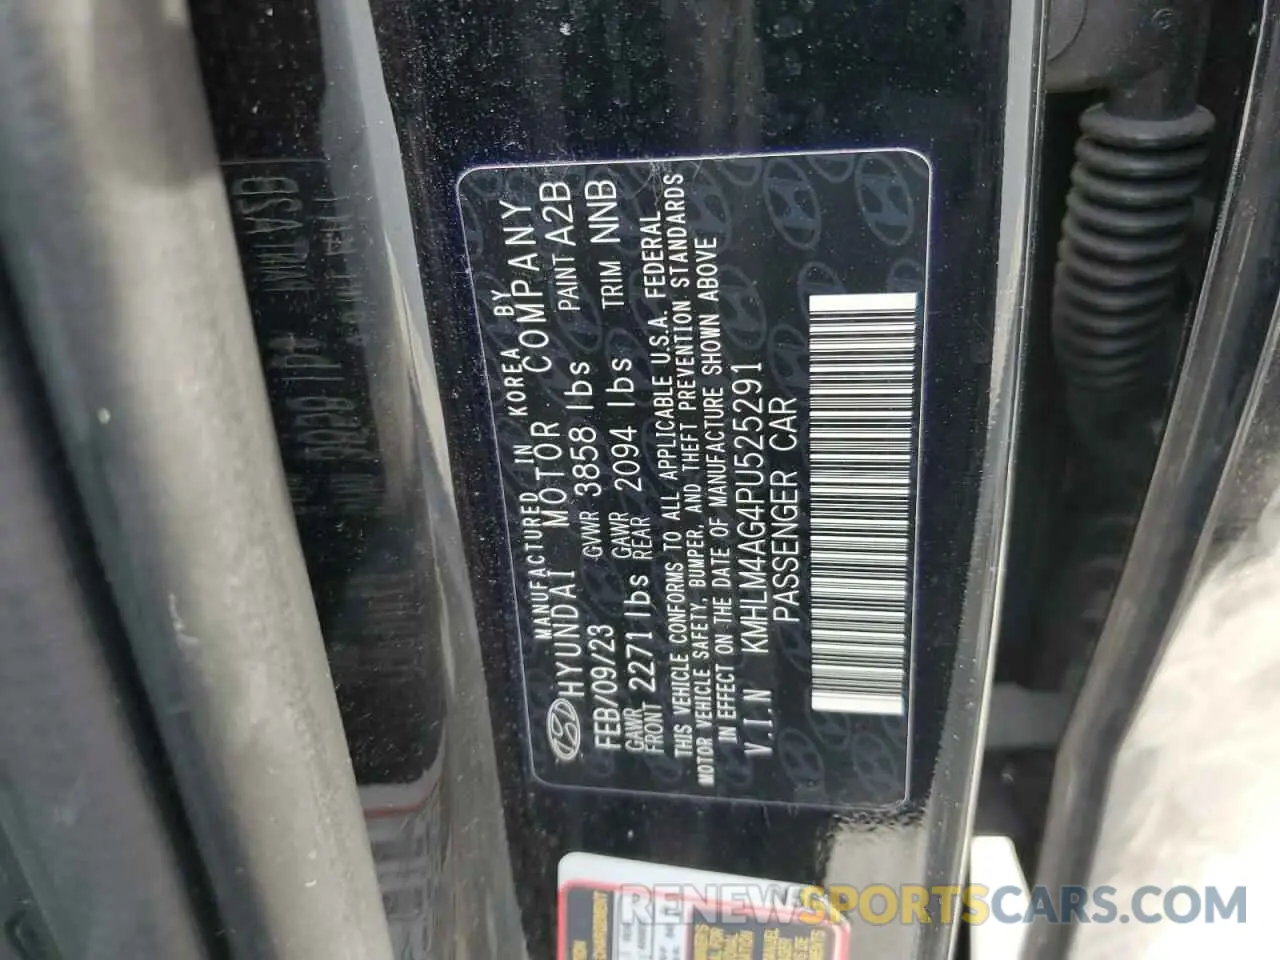 MANUFACTURED IN KOREA BY
HYUNDAI MOTOR COMPANY
FEB/09/23 GVWR 3858 lbs PAINT A2B
GAWR FRONT 2271 lbs GAWR REAR 2094 lbs TRIM NNB
THIS VEHICLE CONFORMS TO ALL APPLICABLE U.S.A. FEDERAL
MOTOR VEHICLE SAFETY, BUMPER, AND THEFT PREVENTION STANDARDS
IN EFFECT ON THE DATE OF MANUFACTURE SHOWN ABOVE
V.I.N KMHLM4AG4PU525291
PASSENGER CAR
RENEWSPORTSCARS.COM